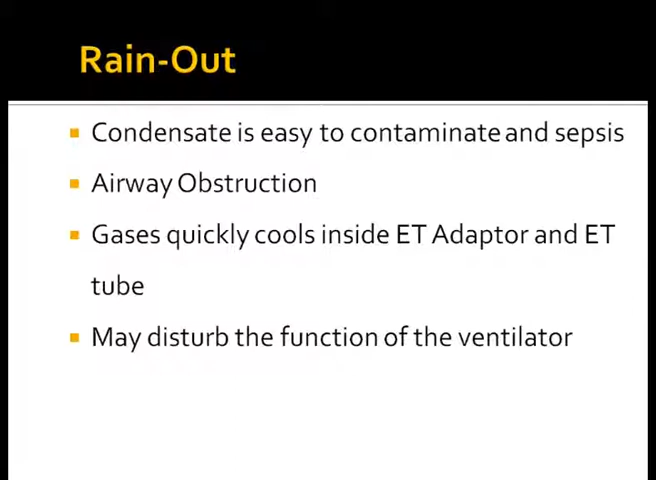 Rain-Out
Condensate is easy to contaminate and sepsis
Airway Obstruction
Gases quickly cools inside ET Adaptor and ET
tube
May disturb the function of the ventilator